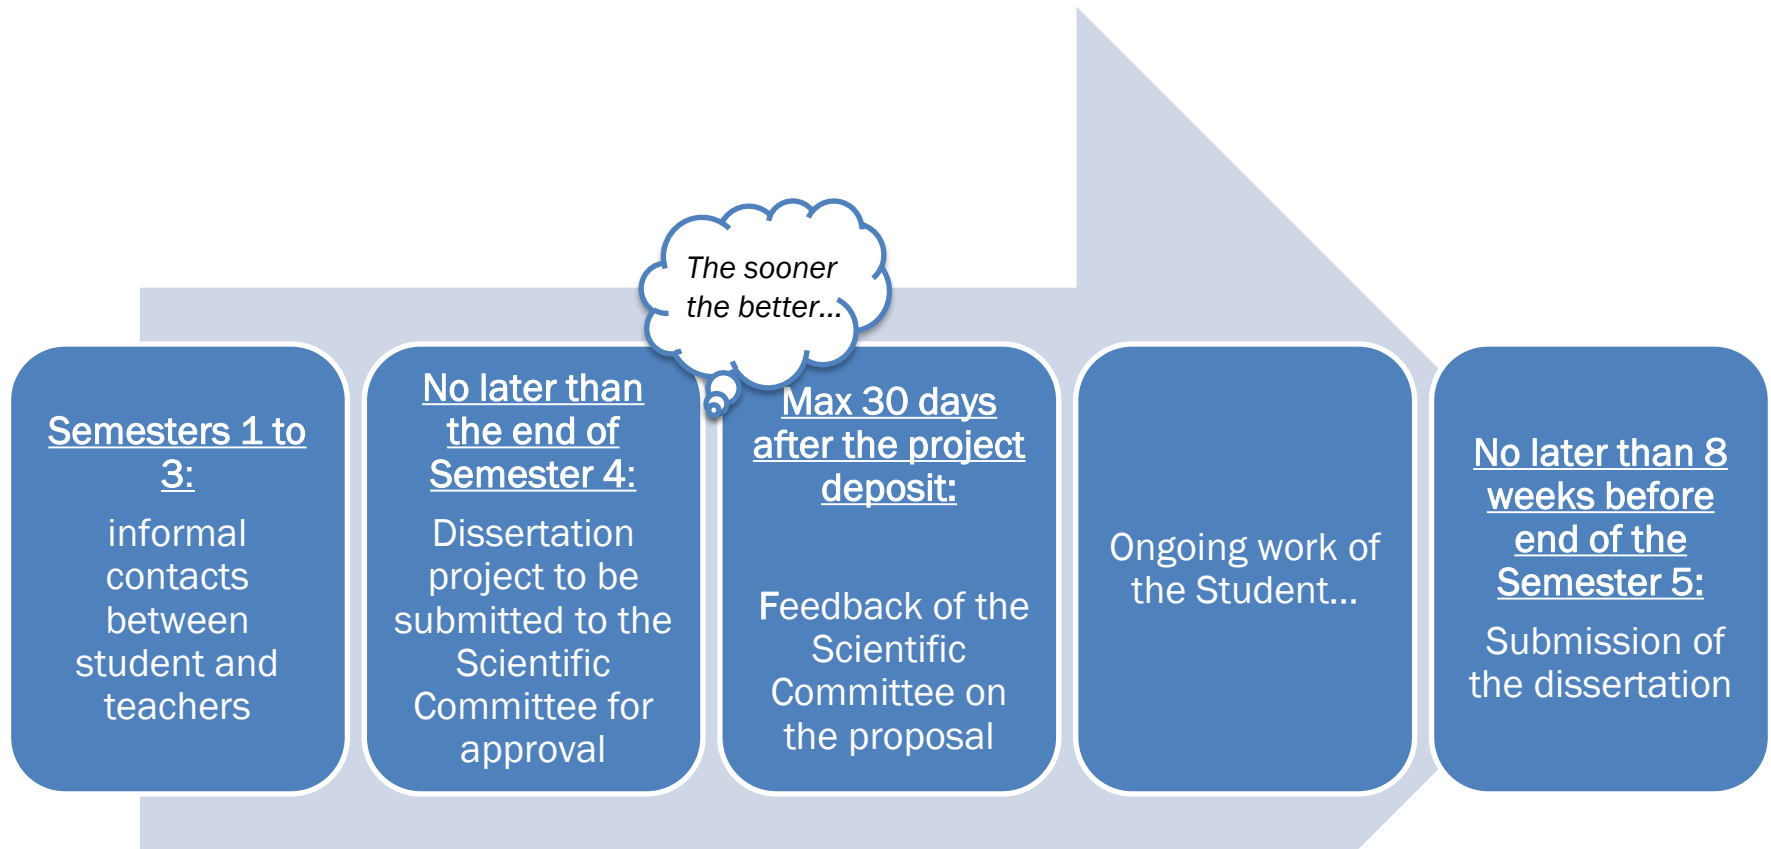 The sooner
the better...
Semesters 1 to
3:
informal
contacts
between
student and
teachers
No later than
the end of
Semester 4:
Dissertation
project to be
submitted to the
Scientific
Committee for
approval
Max 30 days
after the project
deposit:
Feedback of the
Scientific
Committee on
the proposal
Ongoing work of
the Student...
No later than 8
weeks before
end of the
Semester 5:
Submission of
the dissertation